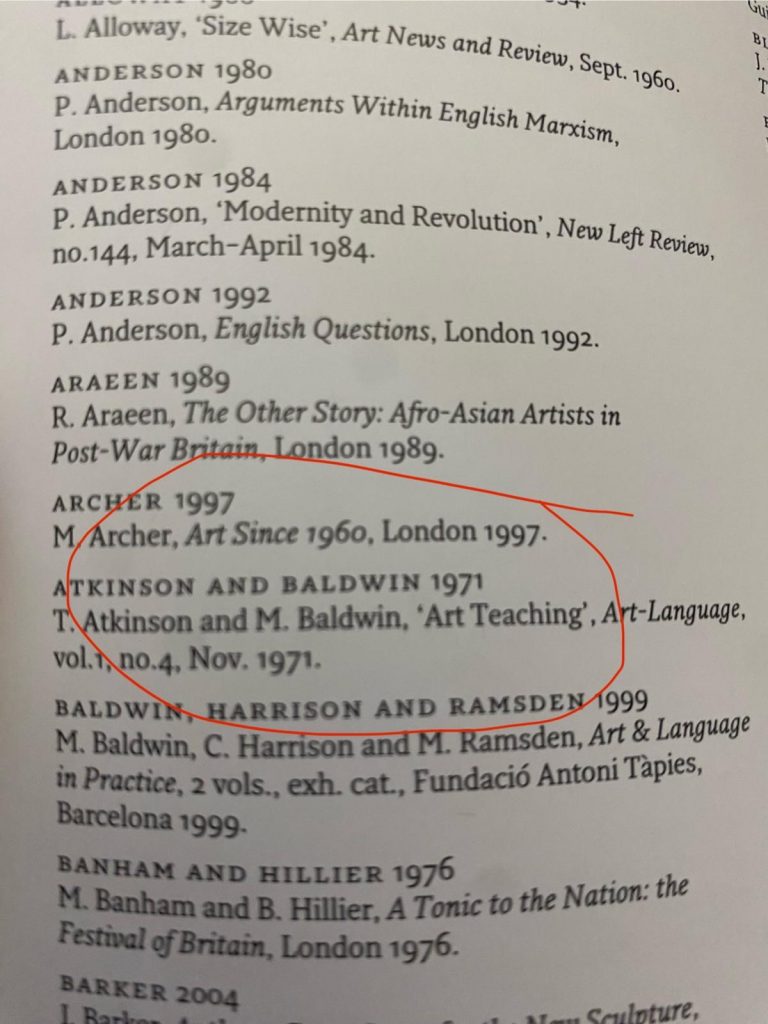 L. Alloway, ‘Size Wise’, Art News and Review, Sept. 1960.
ANDERSON 1980
P. Anderson, Arguments Within English Marxism,
London 1980.
ANDERSON 1984
P. Anderson, ‘Modernity and Revolution’, New Left Review,
no.144, March–April 1984.
ANDERSON 1992
P. Anderson, English Questions, London 1992.
ARAEEN 1989
R. Araeen, The Other Story: Afro-Asian Artists in
Post-War Britain, London 1989.
ARCHER 1997
M. Archer, Art Since 1960, London 1997.
ATKINSON AND BALDWIN 1971
T. Atkinson and M. Baldwin, ‘Art Teaching’, Art-Language,
vol.1, no.4, Nov. 1971.
BALDWIN, HARRISON AND RAMSDEN 1999
M. Baldwin, C. Harrison and M. Ramsden, Art & Language
in Practice, 2 vols., exh. cat., Fundació Antoni Tàpies,
Barcelona 1999.
BANHAM AND HILLIER 1976
M. Banham and B. Hillier, A Tonic to the Nation: the
Festival of Britain, London 1976.
BARKER 2004
Sculpture,